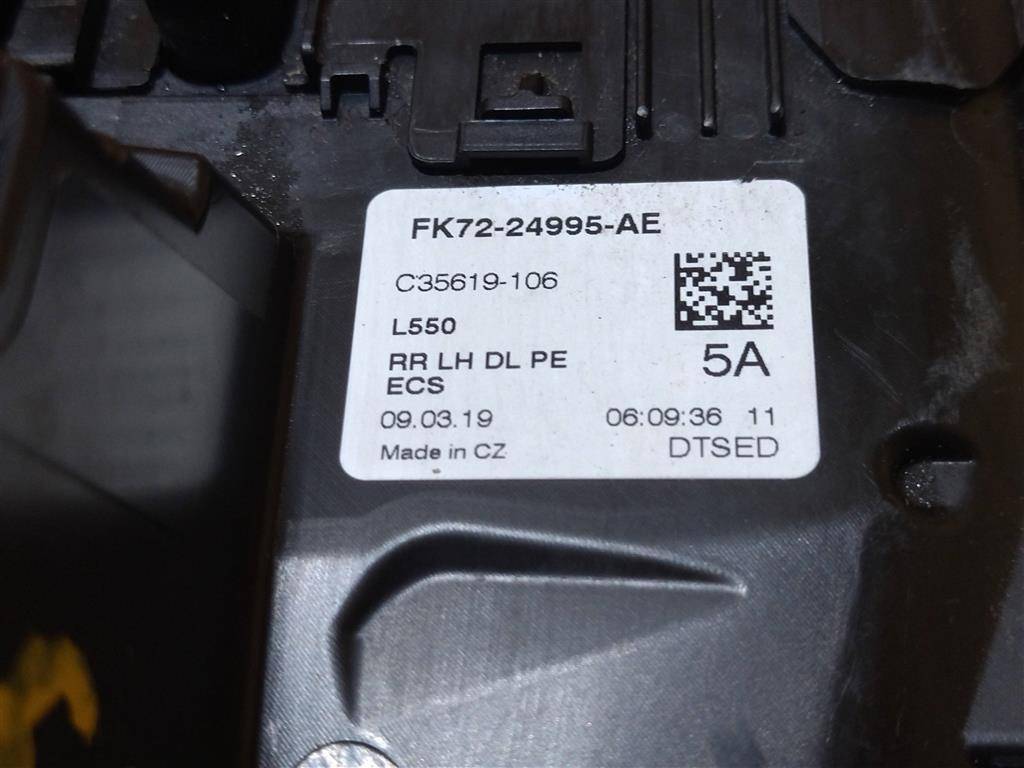 FK72-24995-AE
C35619-106
L550
RR LH DL PE
ECS
5A
09.03.19 06:09:36 11
Made in CZ DTSED